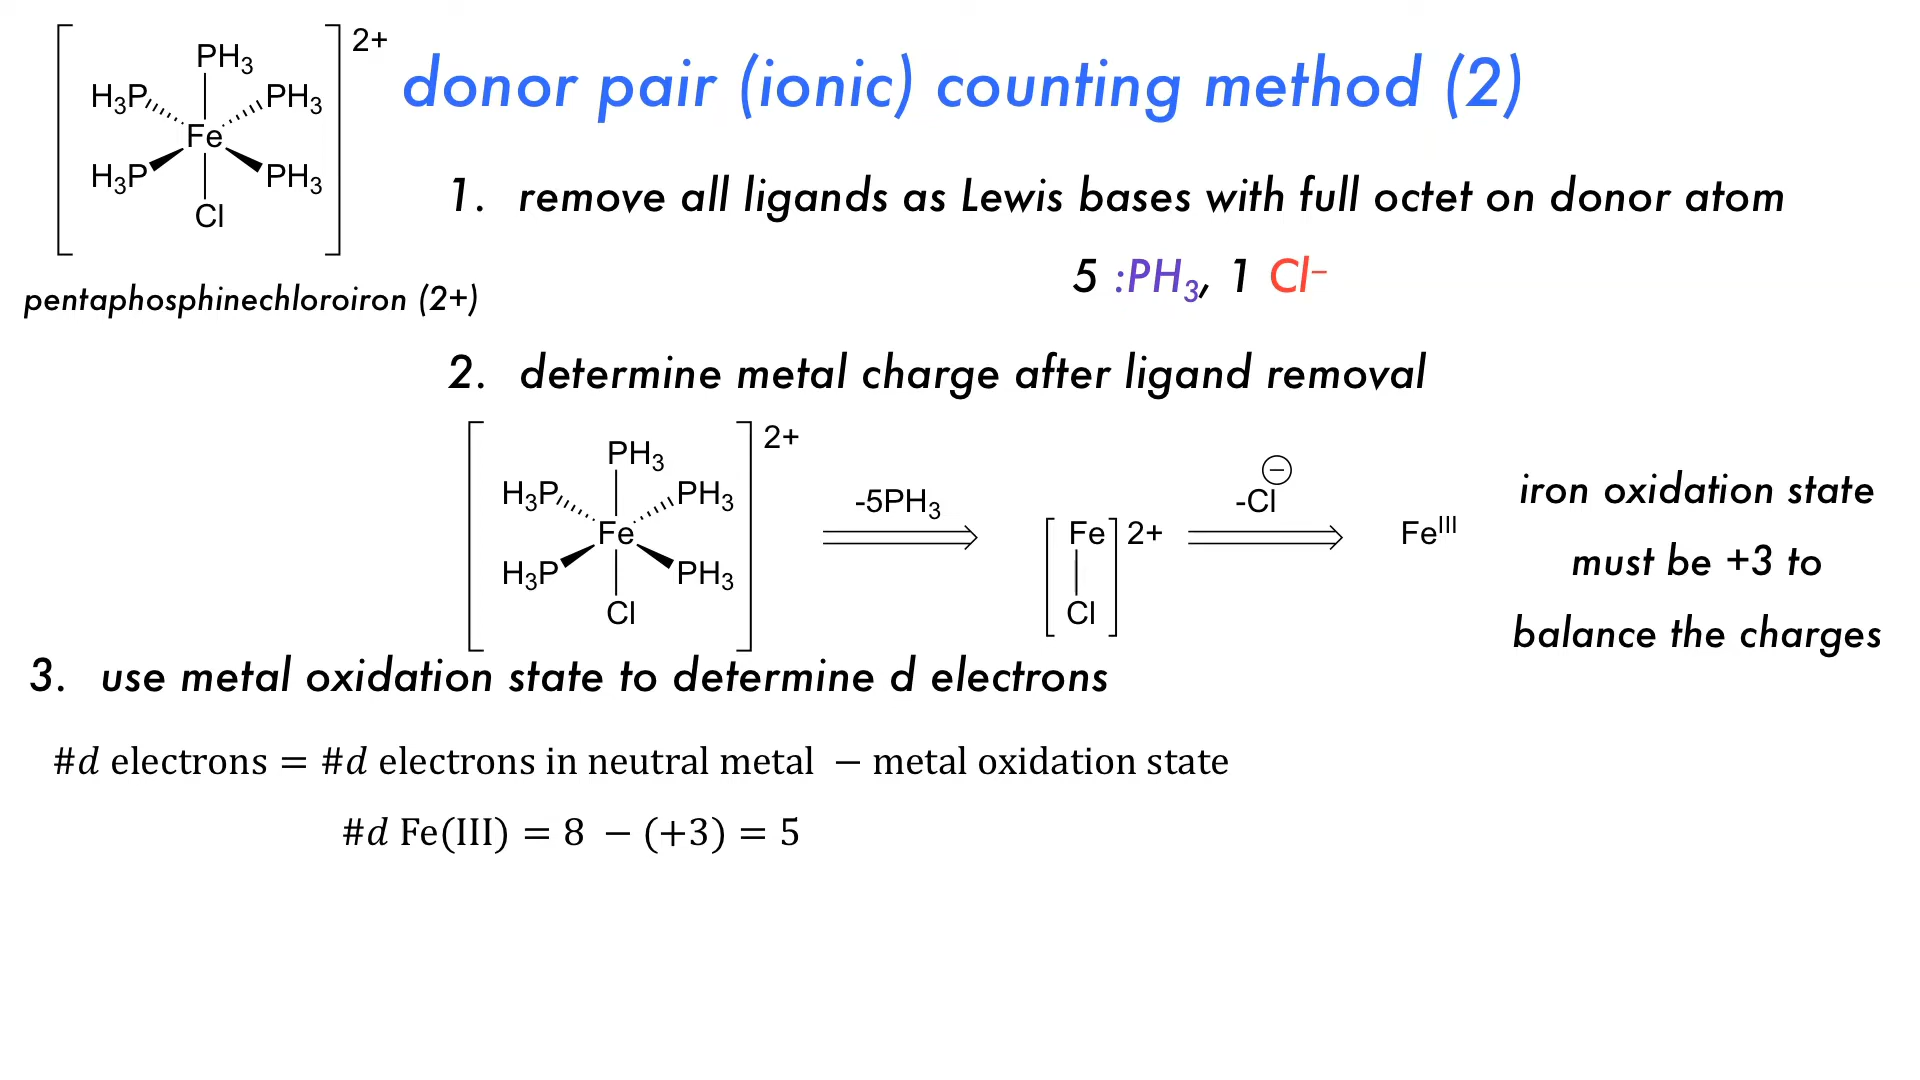 donor pair (ionic) counting method (2)
2+
PH3
H3P PH3
Fe
H3P PH3
Cl
pentaphosphinechloroiron (2+)
1. remove all ligands as Lewis bases with full octet on donor atom
5 :PH3, 1 Cl–
2. determine metal charge after ligand removal
2+
PH3
H3P PH3
Fe
H3P PH3
Cl
-5PH3
Fe 2+
Cl
-Cl −
FeIII
iron oxidation state
must be +3 to
balance the charges
3. use metal oxidation state to determine d electrons
#d electrons = #d electrons in neutral metal − metal oxidation state
#d Fe(III) = 8 − (+3) = 5